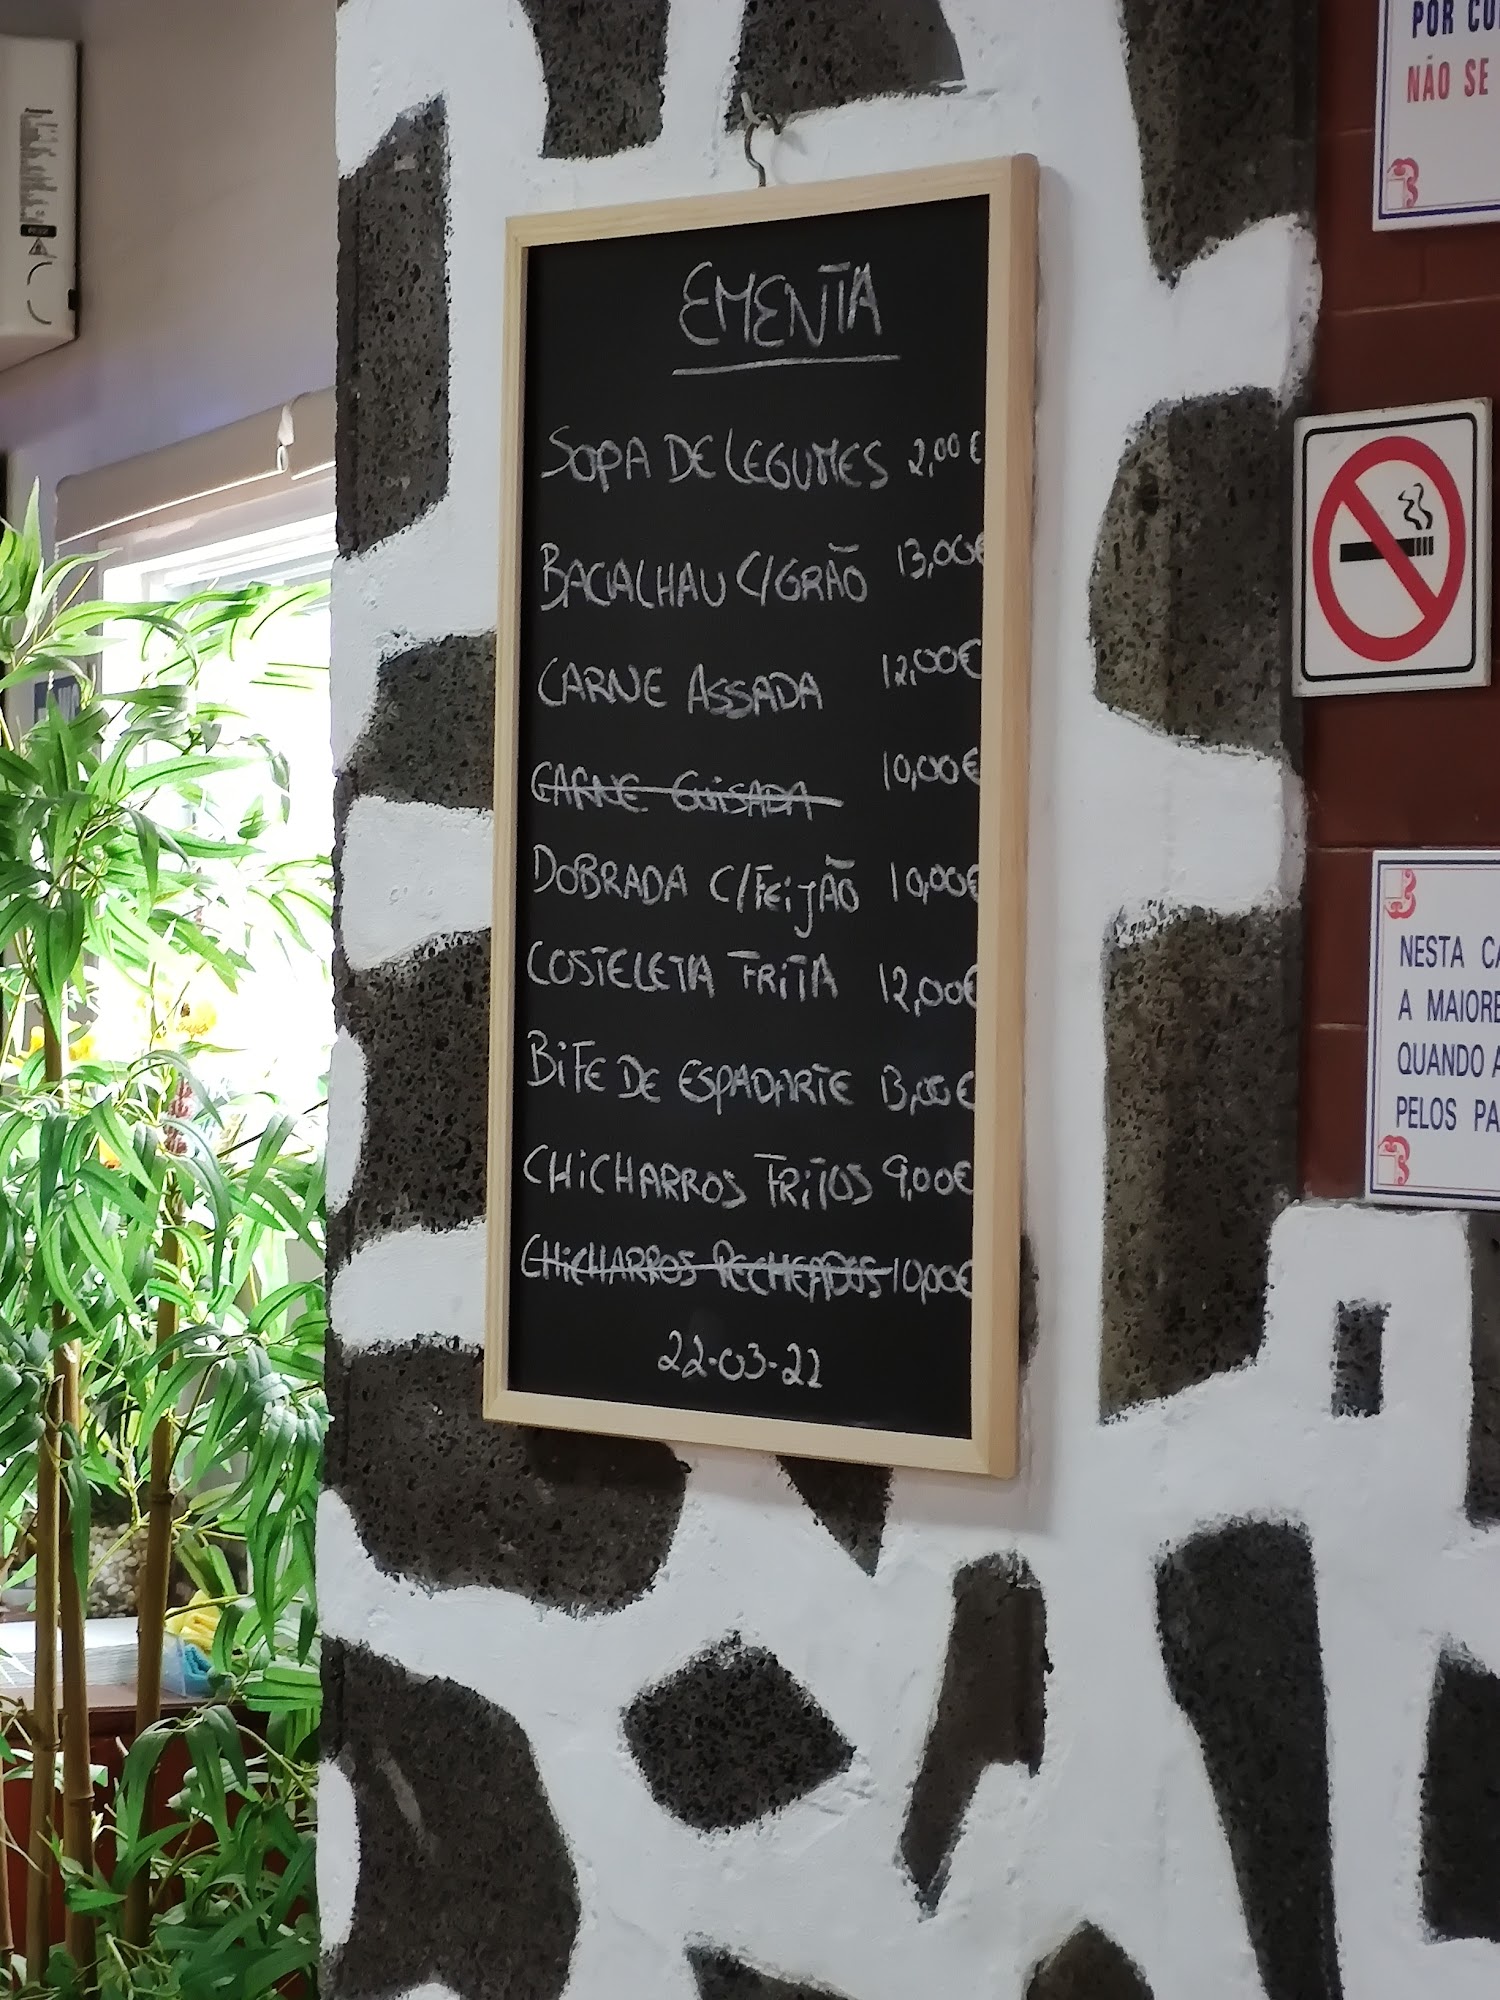 EMENTA
SOPA DE LEGUMES 2,00€
BACALHAU C/GRÃO 13,00€
CARNE ASSADA 12,00€
CARNE GUISADA 10,00€
DOBRADA C/FEIJÃO 10,00€
COSTELETA FRITA 12,00€
BIFE DE ESPADARTE 13,00€
CHICHARROS FRITOS 9,00€
CHICHARROS RECHEADOS 10,00€
22-03-22
POR
NÃO SE
NESTA
A
QUANDO
PELOS